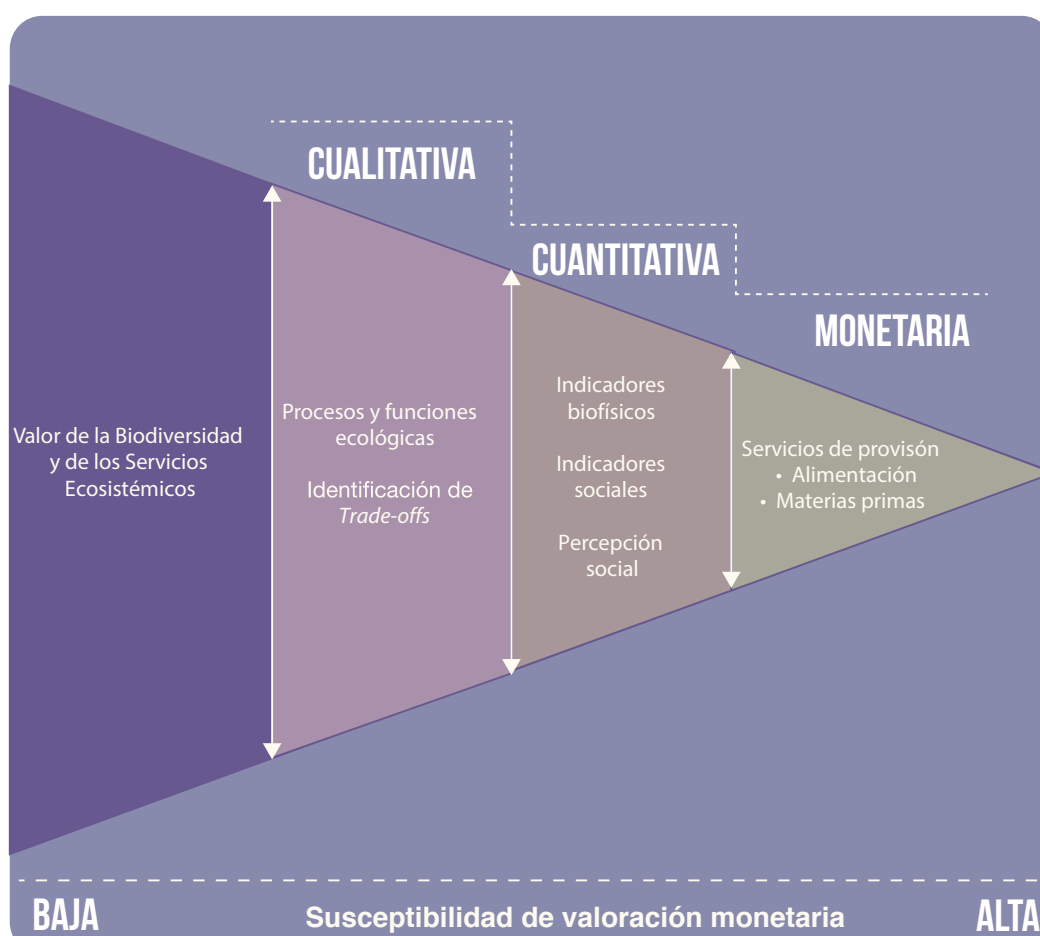 CUALITATIVA
CUANTITATIVA
MONETARIA
Valor de la Biodiversidad
y de los Servicios
Ecosistémicos
Procesos y funciones
ecológicas
Identificación de
Trade-offs
Indicadores
biofísicos
Indicadores
sociales
Percepción
social
Servicios de provisón
• Alimentación
• Materias primas
BAJA
Susceptibilidad de valoración monetaria
ALTA